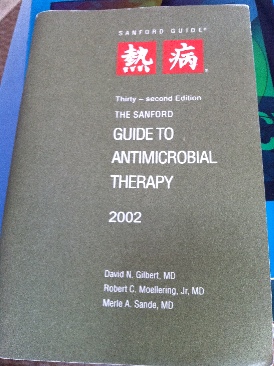 SANFORD GUIDE®
熱病®
Thirty – second Edition
THE SANFORD
GUIDE TO
ANTIMICROBIAL
THERAPY
2002
David N. Gilbert, MD
Robert C. Moellering, Jr, MD
Merle A. Sande, MD